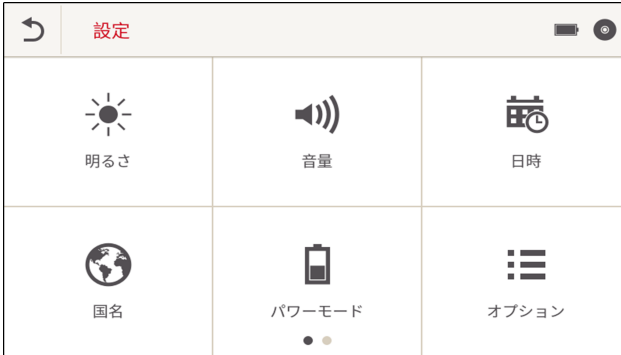 設定
明るさ
音量
日時
国名
パワーモード
オプション